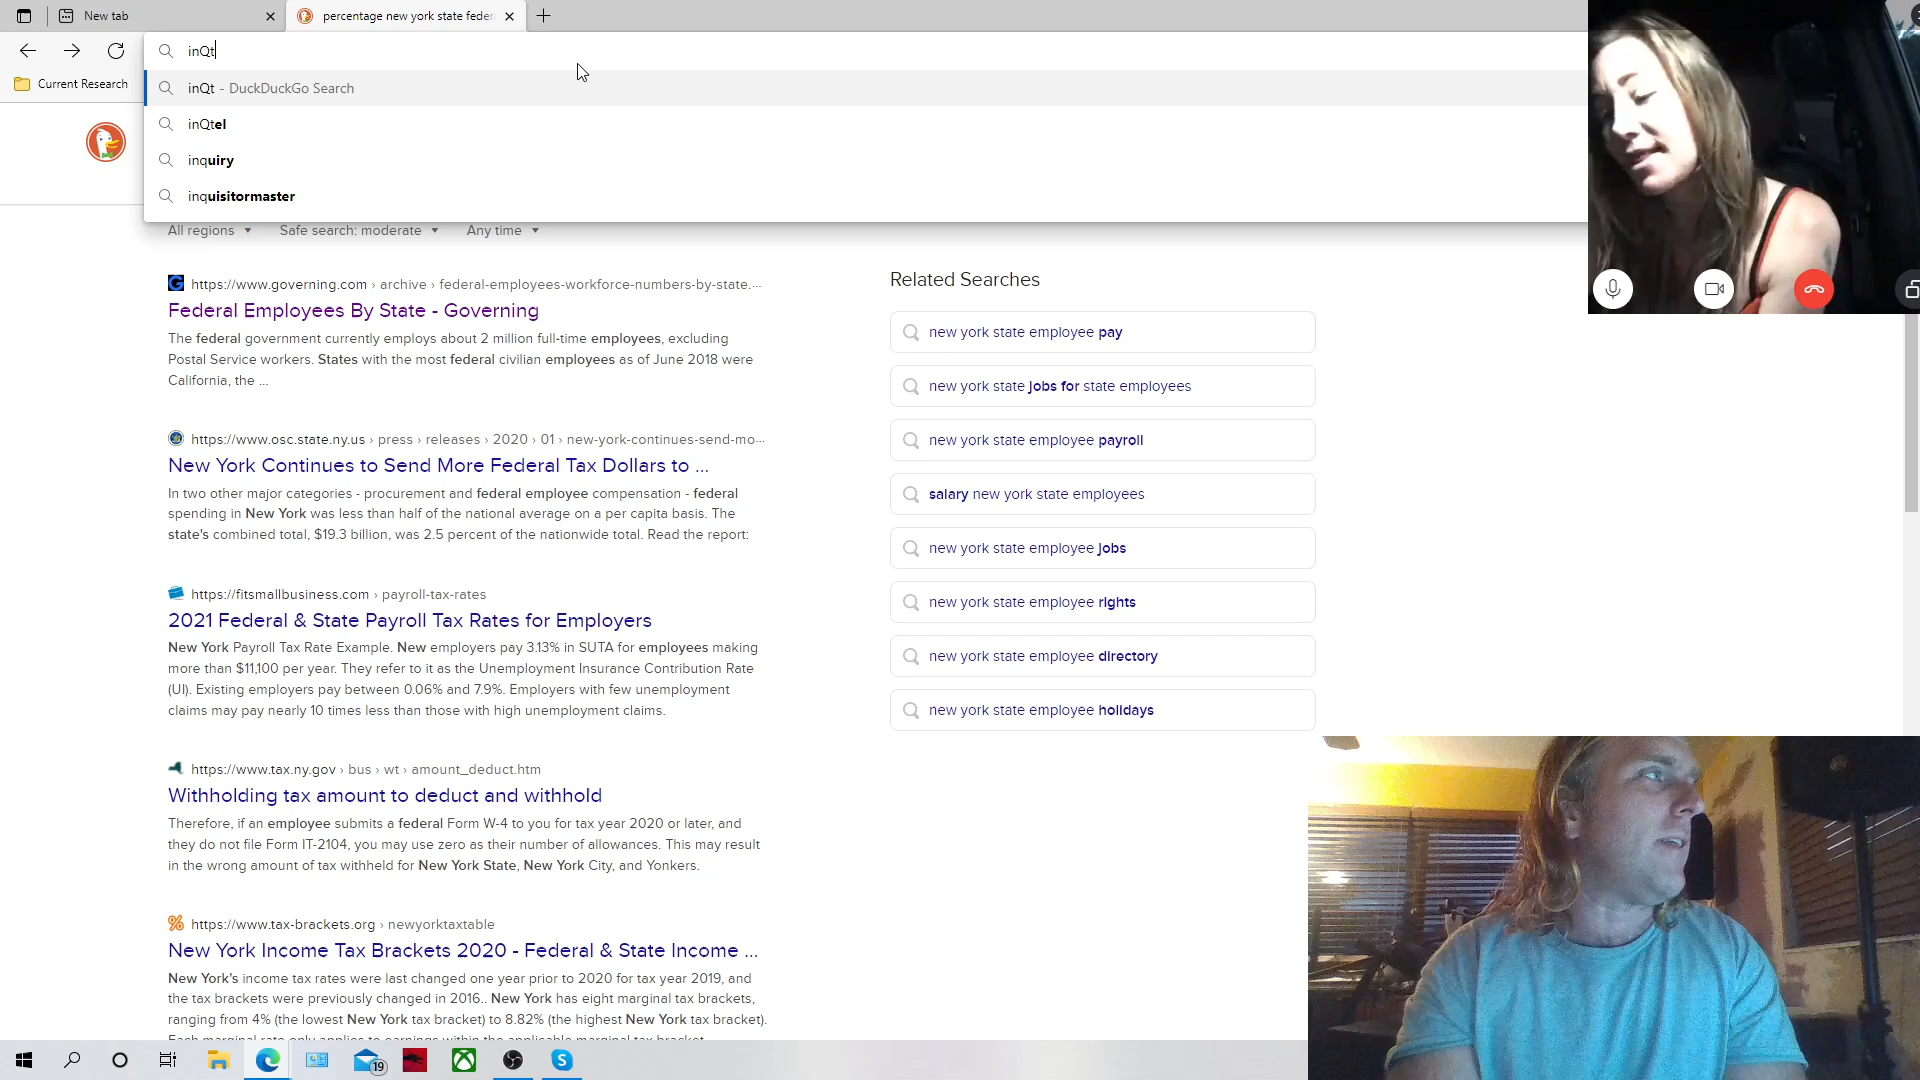 New tab
percentage new york state feder
inQt
inQt - DuckDuckGo Search
Current Research
inQtel
inquiry
inquisitormaster
All regions
Safe search: moderate
Any time
https://www.governing.com › archive › federal-employees-workforce-numbers-by-state....
Federal Employees By State - Governing
The federal government currently employs about 2 million full-time employees, excluding
Postal Service workers. States with the most federal civilian employees as of June 2018 were
California, the ...
https://www.osc.state.ny.us › press › releases › 2020 › 01 › new-york-continues-send-mo...
New York Continues to Send More Federal Tax Dollars to ...
In two other major categories - procurement and federal employee compensation - federal
spending in New York was less than half of the national average on a per capita basis. The
state's combined total, $19.3 billion, was 2.5 percent of the nationwide total. Read the report:
https://fitsmallbusiness.com › payroll-tax-rates
2021 Federal & State Payroll Tax Rates for Employers
New York Payroll Tax Rate Example. New employers pay 3.13% in SUTA for employees making
more than $11,100 per year. They refer to it as the Unemployment Insurance Contribution Rate
(UI). Existing employers pay between 0.06% and 7.9%. Employers with few unemployment
claims may pay nearly 10 times less than those with high unemployment claims.
https://www.tax.ny.gov › bus › wt › amount_deduct.htm
Withholding tax amount to deduct and withhold
Therefore, if an employee submits a federal Form W-4 to you for tax year 2020 or later, and
they do not file Form IT-2104, you may use zero as their number of allowances. This may result
in the wrong amount of tax withheld for New York State, New York City, and Yonkers.
https://www.tax-brackets.org › newyorktaxtable
New York Income Tax Brackets 2020 - Federal & State Income ...
New York's income tax rates were last changed one year prior to 2020 for tax year 2019, and
the tax brackets were previously changed in 2016.. New York has eight marginal tax brackets,
ranging from 4% (the lowest New York tax bracket) to 8.82% (the highest New York tax bracket).
Each marginal rate only applies to earnings within the applicable marginal tax bracket
Related Searches
new york state employee pay
new york state jobs for state employees
new york state employee payroll
salary new york state employees
new york state employee jobs
new york state employee rights
new york state employee directory
new york state employee holidays
19